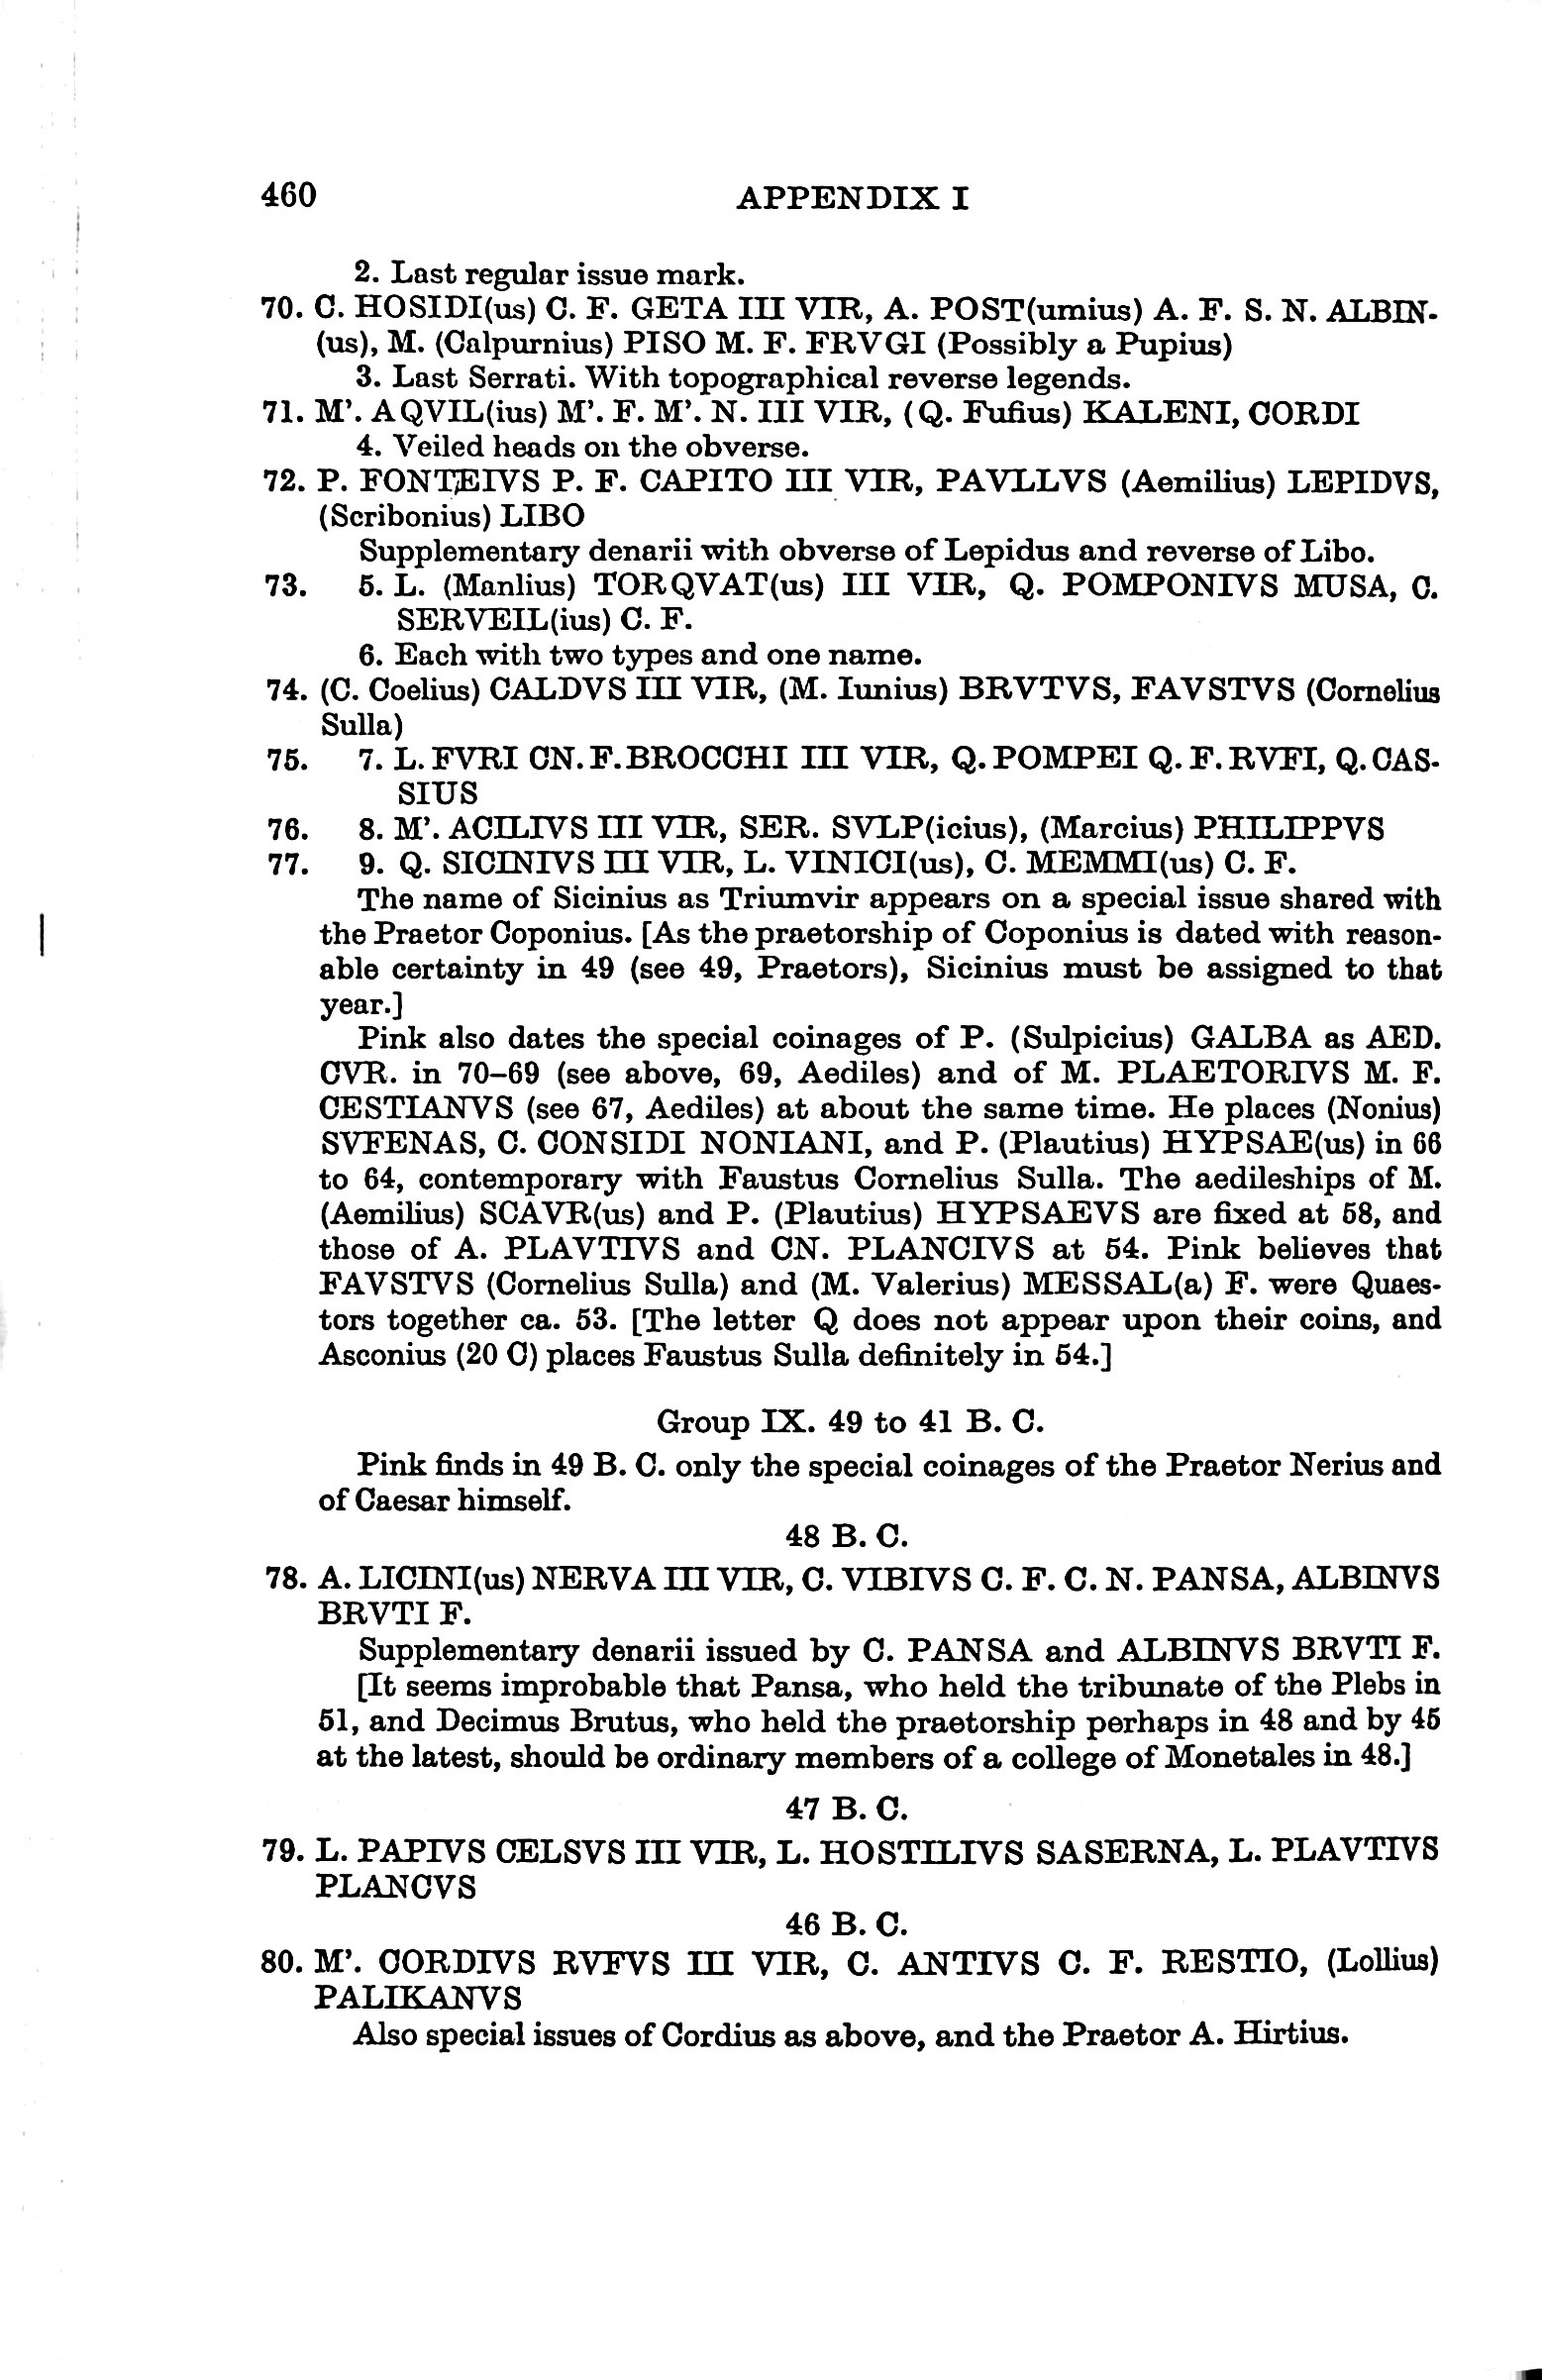 460 APPENDIX I
2. Last regular issue mark.
70. C. HOSIDI(us) C. F. GETA III VIR, A. POST(umius) A. F. S. N. ALBIN-
(us), M. (Calpurnius) PISO M. F. FRVGI (Possibly a Pupius)
3. Last Serrati. With topographical reverse legends.
71. M'. AQVIL(ius) M'. F. M'. N. III VIR, (Q. Fufius) KALENI, CORDI
4. Veiled heads on the obverse.
72. P. FONTEIVS P. F. CAPITO III VIR, PAVLLVS (Aemilius) LEPIDVS,
(Scribonius) LIBO
Supplementary denarii with obverse of Lepidus and reverse of Libo.
73. 5. L. (Manlius) TORQVAT(us) III VIR, Q. POMPONIVS MUSA, C.
SERVEIL(ius) C. F.
6. Each with two types and one name.
74. (C. Coelius) CALDVS III VIR, (M. Iunius) BRVTVS, FAVSTVS (Cornelius
Sulla)
75. 7. L. FVRI CN. F. BROCCHI III VIR, Q. POMPEI Q. F. RVFI, Q. CAS-
SIUS
76. 8. M'. ACILIVS III VIR, SER. SVLP(icius), (Marcius) PHILIPPVS
77. 9. Q. SICINIVS III VIR, L. VINICI(us), C. MEMMI(us) C. F.
The name of Sicinius as Triumvir appears on a special issue shared with
the Praetor Coponius. [As the praetorship of Coponius is dated with reason-
able certainty in 49 (see 49, Praetors), Sicinius must be assigned to that
year.]
Pink also dates the special coinages of P. (Sulpicius) GALBA as AED.
CVR. in 70–69 (see above, 69, Aediles) and of M. PLAETORIVS M. F.
CESTIANVS (see 67, Aediles) at about the same time. He places (Nonius)
SVFENAS, C. CONSIDI NONIANI, and P. (Plautius) HYPSAE(us) in 66
to 64, contemporary with Faustus Cornelius Sulla. The aedileships of M.
(Aemilius) SCAVR(us) and P. (Plautius) HYPSAEVS are fixed at 58, and
those of A. PLAVTIVS and CN. PLANCIVS at 54. Pink believes that
FAVSTVS (Cornelius Sulla) and (M. Valerius) MESSAL(a) F. were Quaes-
tors together ca. 53. [The letter Q does not appear upon their coins, and
Asconius (20 C) places Faustus Sulla definitely in 54.]
Group IX. 49 to 41 B. C.
Pink finds in 49 B. C. only the special coinages of the Praetor Nerius and
of Caesar himself.
48 B. C.
78. A. LICINI(us) NERVA III VIR, C. VIBIVS C. F. C. N. PANSA, ALBINVS
BRVTI F.
Supplementary denarii issued by C. PANSA and ALBINVS BRVTI F.
[It seems improbable that Pansa, who held the tribunate of the Plebs in
51, and Decimus Brutus, who held the praetorship perhaps in 48 and by 45
at the latest, should be ordinary members of a college of Monetales in 48.]
47 B. C.
79. L. PAPIVS CELSVS III VIR, L. HOSTILIVS SASERNA, L. PLAVTIVS
PLANCVS
46 B. C.
80. M'. CORDIVS RVFVS III VIR, C. ANTIVS C. F. RESTIO, (Lollius)
PALIKANVS
Also special issues of Cordius as above, and the Praetor A. Hirtius.